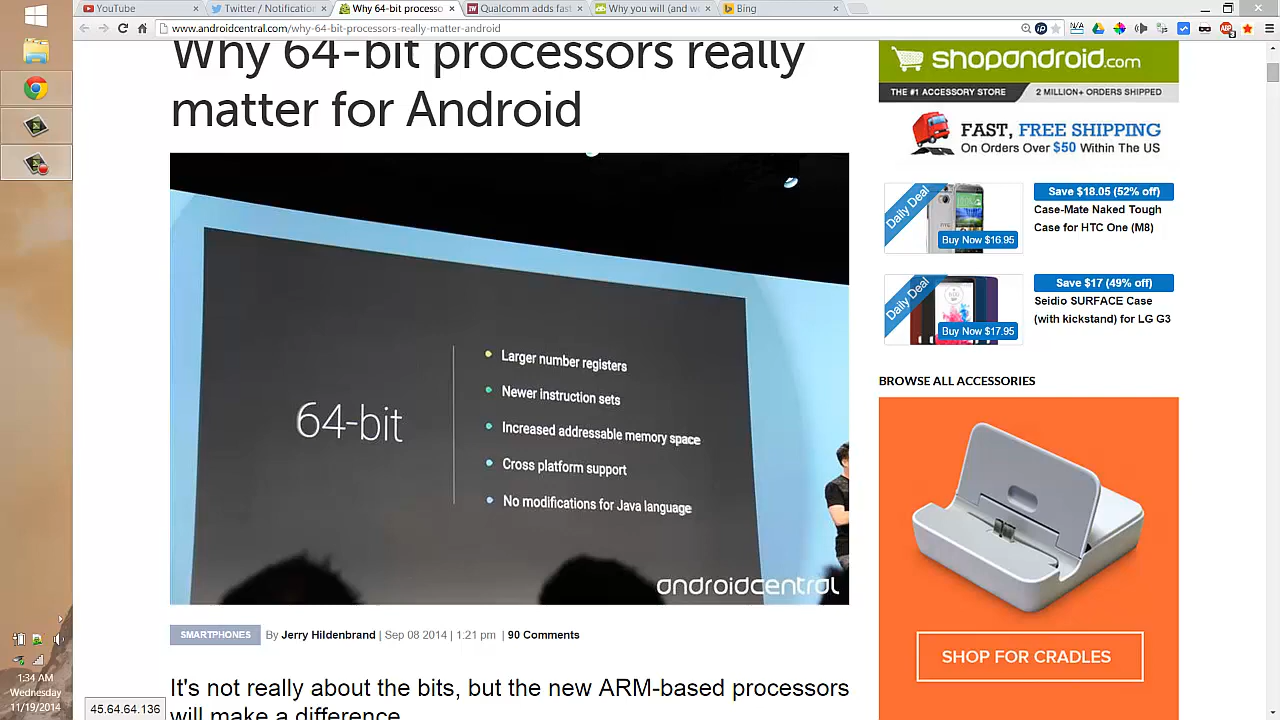 YouTube
Twitter / Notification
Why 64-bit processo
Qualcomm adds fast
Why you will (and w
Bing
www.androidcentral.com/why-64-bit-processors-really-matter-android
Why 64-bit processors really
matter for Android
64-bit
Larger number registers
Newer instruction sets
Increased addressable memory space
Cross platform support
No modifications for Java language
androidcentral
SMARTPHONES By Jerry Hildenbrand | Sep 08 2014 | 1:21 pm | 90 Comments
It's not really about the bits, but the new ARM-based processors
will make a difference
shopandroid.com
THE #1 ACCESSORY STORE 2 MILLION+ ORDERS SHIPPED
FAST, FREE SHIPPING
On Orders Over $50 Within The US
Daily Deal
Buy Now $16.95
Save $18.05 (52% off)
Case-Mate Naked Tough
Case for HTC One (M8)
Daily Deal
Buy Now $17.95
Save $17 (49% off)
Seidio SURFACE Case
(with kickstand) for LG G3
BROWSE ALL ACCESSORIES
SHOP FOR CRADLES
1:34 AM
Wednesday
11/19/2014
45.64.64.136